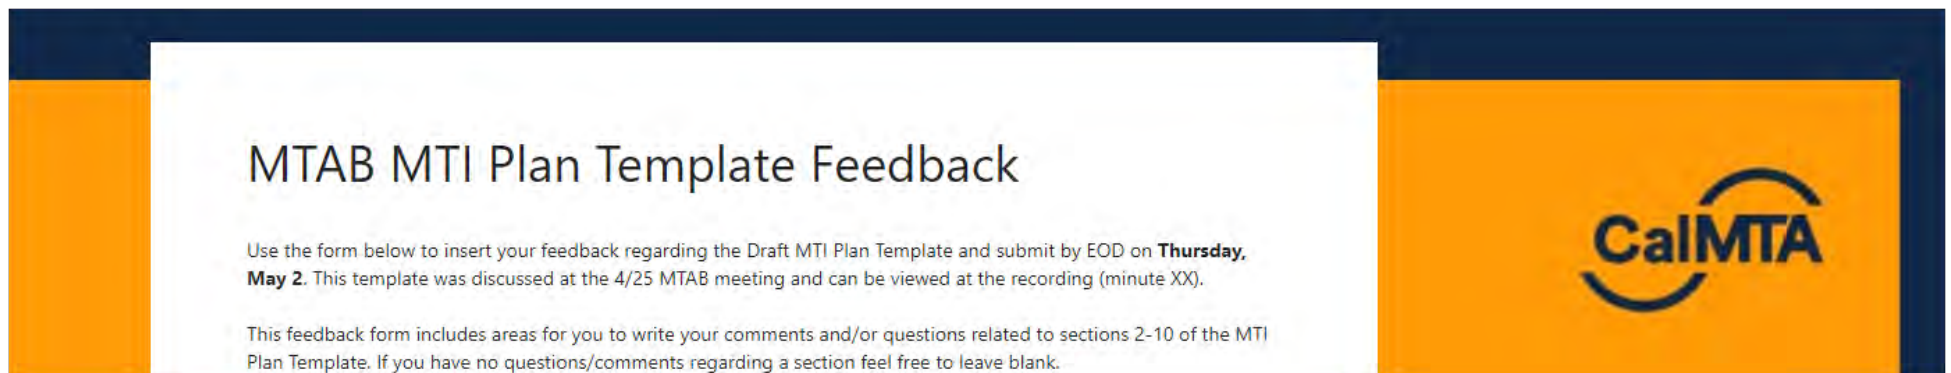 MTAB MTI Plan Template Feedback
Use the form below to insert your feedback regarding the Draft MTI Plan Template and submit by EOD on Thursday,
May 2. This template was discussed at the 4/25 MTAB meeting and can be viewed at the recording (minute XX).
CalMTA
This feedback form includes areas for you to write your comments and/or questions related to sections 2-10 of the MTI
Plan Template. If you have no questions/comments regarding a section feel free to leave blank.